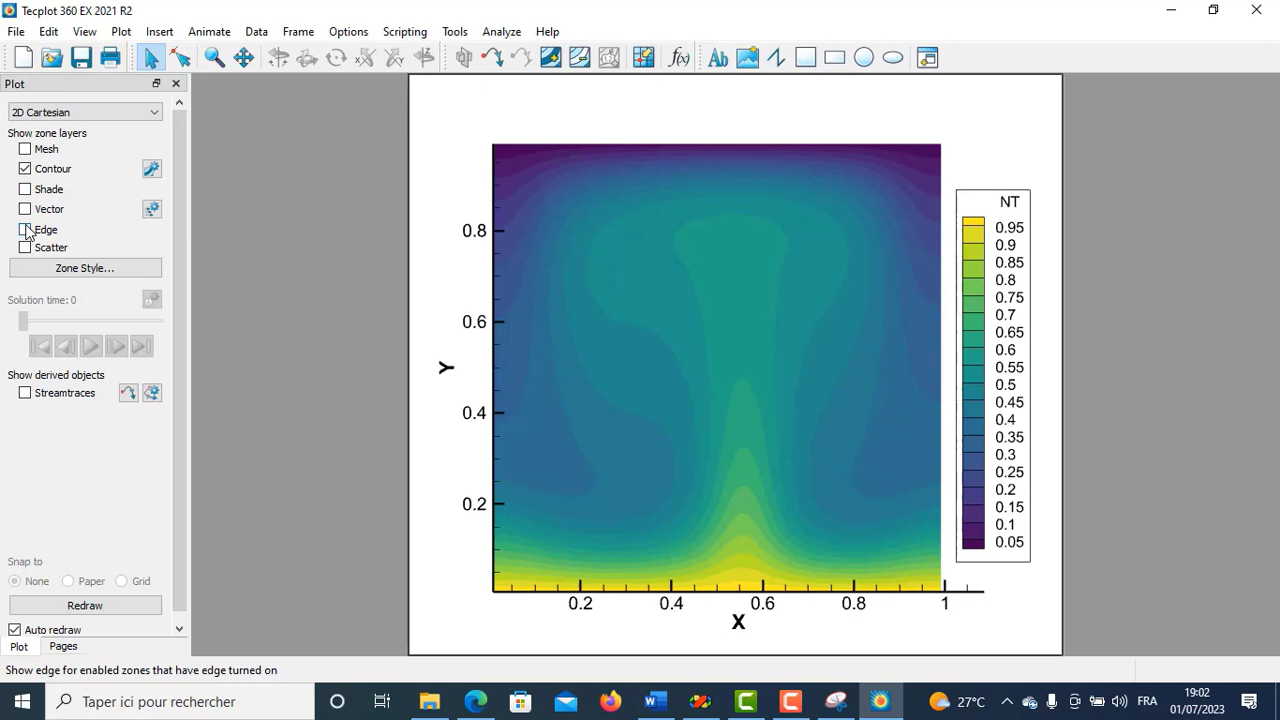 Tecplot 360 EX 2021 R2
File Edit View Plot Insert Animate Data Frame Options Scripting Tools Analyze Help
Ab f(x)
Plot
2D Cartesian
Show zone layers
Mesh
Contour
Shade
Vector
Edge
Scatter
Zone Style...
Solution time: 0
Show derived objects
Streamtraces
Snap to
None Paper Grid
Redraw
Auto redraw
Plot Pages
Show edge for enabled zones that have edge turned on
0.8
0.6
0.4
0.2
Y
0.2 0.4 0.6 0.8 1
X
NT
0.95
0.9
0.85
0.8
0.75
0.7
0.65
0.6
0.55
0.5
0.45
0.4
0.35
0.3
0.25
0.2
0.15
0.1
0.05
Taper ici pour rechercher
27°C
FRA
19:02
01/07/2023